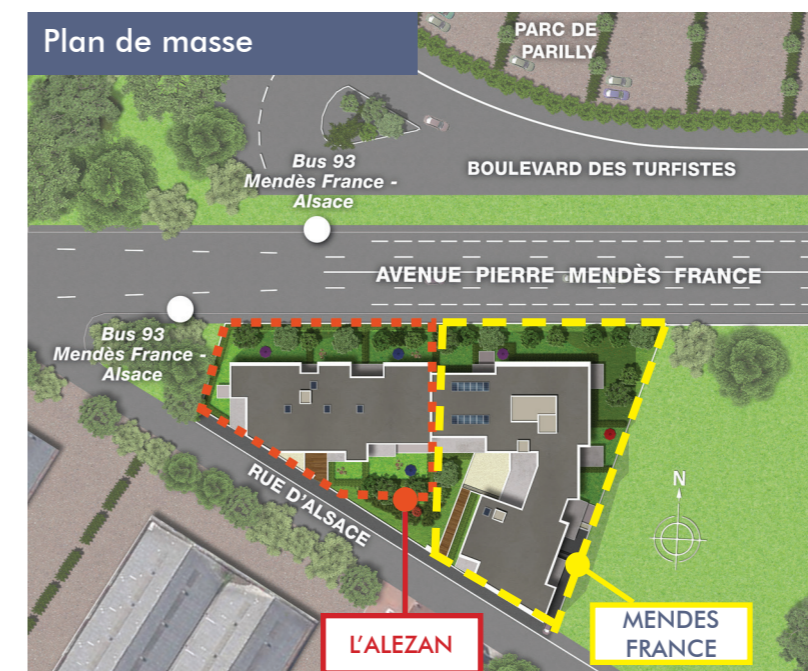 Plan de masse
PARC DE
PARILLY
Bus 93
Mendès France -
Alsace
BOULEVARD DES TURFISTES
AVENUE PIERRE MENDÈS FRANCE
Bus 93
Mendès France -
Alsace
RUE D'ALSACE
N
L'ALEZAN
MENDES
FRANCE